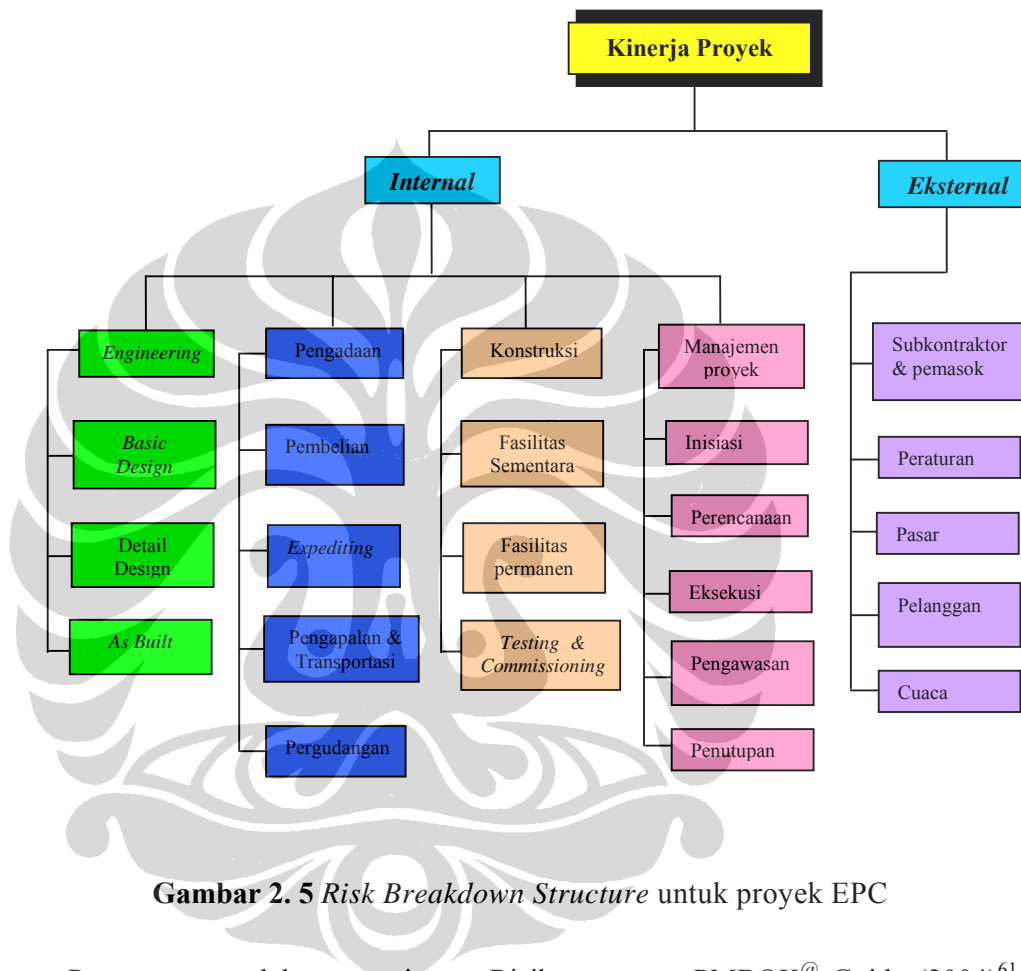 Kinerja Proyek
Internal
Eksternal
Engineering
Basic
Design
Detail
Design
As Built
Pengadaan
Pembelian
Expediting
Pengapalan &
Transportasi
Pergudangan
Konstruksi
Fasilitas
Sementara
Fasilitas
permanen
Testing &
Commissioning
Manajemen
proyek
Inisiasi
Perencanaan
Eksekusi
Pengawasan
Penutupan
Subkontraktor
& pemasok
Peraturan
Pasar
Pelanggan
Cuaca
Gambar 2. 5 Risk Breakdown Structure untuk proyek EPC